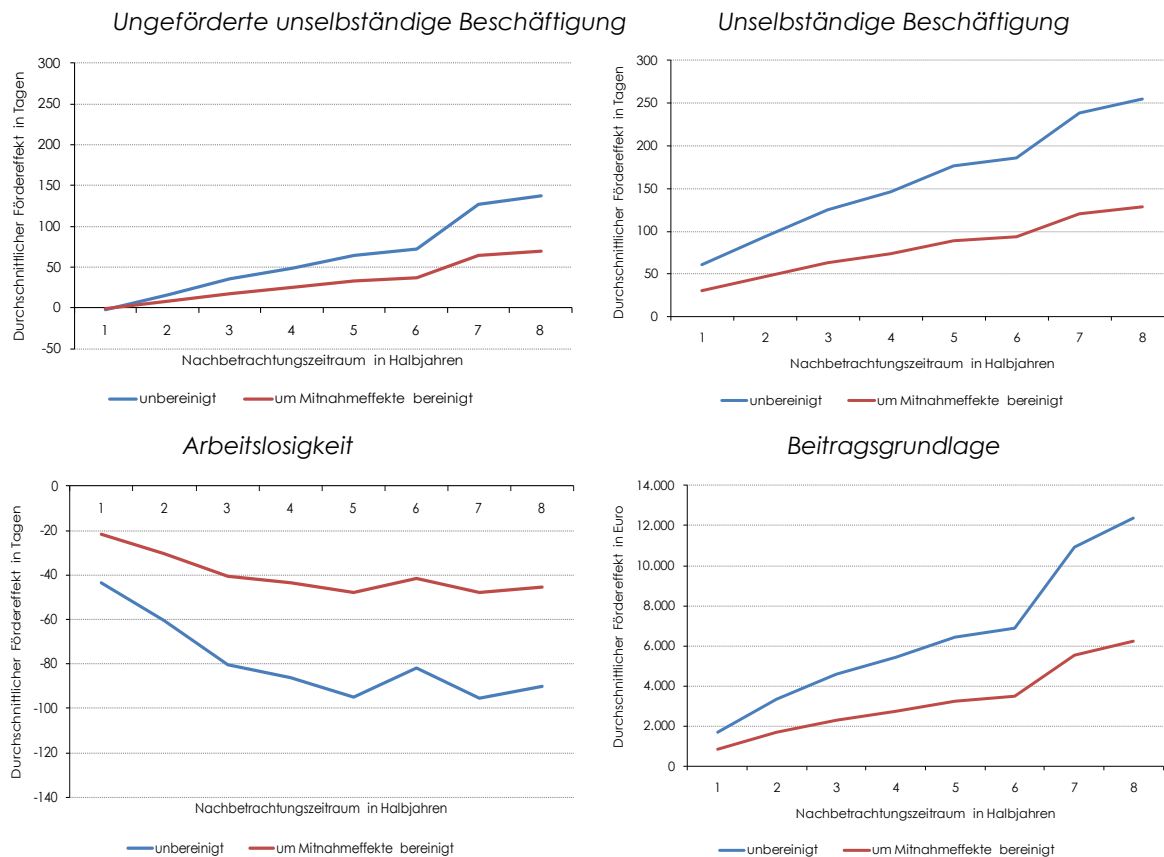 Ungeförderte unselbständige Beschäftigung
Durchschnittlicher Fördereffekt in Tagen
300
250
200
150
100
50
0
-50
1 2 3 4 5 6 7 8
Nachbetrachtungszeitraum in Halbjahren
unbereinigt um Mitnahmeffekte bereinigt
Unselbständige Beschäftigung
Durchschnittlicher Fördereffekt in Tagen
300
250
200
150
100
50
0
1 2 3 4 5 6 7 8
Nachbetrachtungszeitraum in Halbjahren
unbereinigt um Mitnahmeffekte bereinigt
Arbeitslosigkeit
Durchschnittlicher Fördereffekt in Tagen
0
-20
-40
-60
-80
-100
-120
-140
1 2 3 4 5 6 7 8
Nachbetrachtungszeitraum in Halbjahren
unbereinigt um Mitnahmeffekte bereinigt
Beitragsgrundlage
Durchschnittlicher Fördereffekt in Euro
14.000
12.000
10.000
8.000
6.000
4.000
2.000
0
1 2 3 4 5 6 7 8
Nachbetrachtungszeitraum in Halbjahren
unbereinigt um Mitnahmeffekte bereinigt